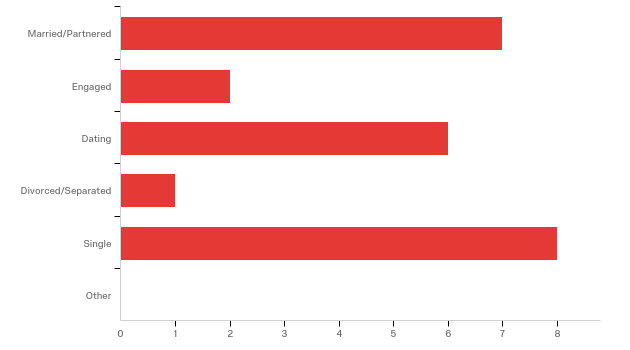 Married/Partnered
Engaged
Dating
Divorced/Separated
Single
Other
0 1 2 3 4 5 6 7 8